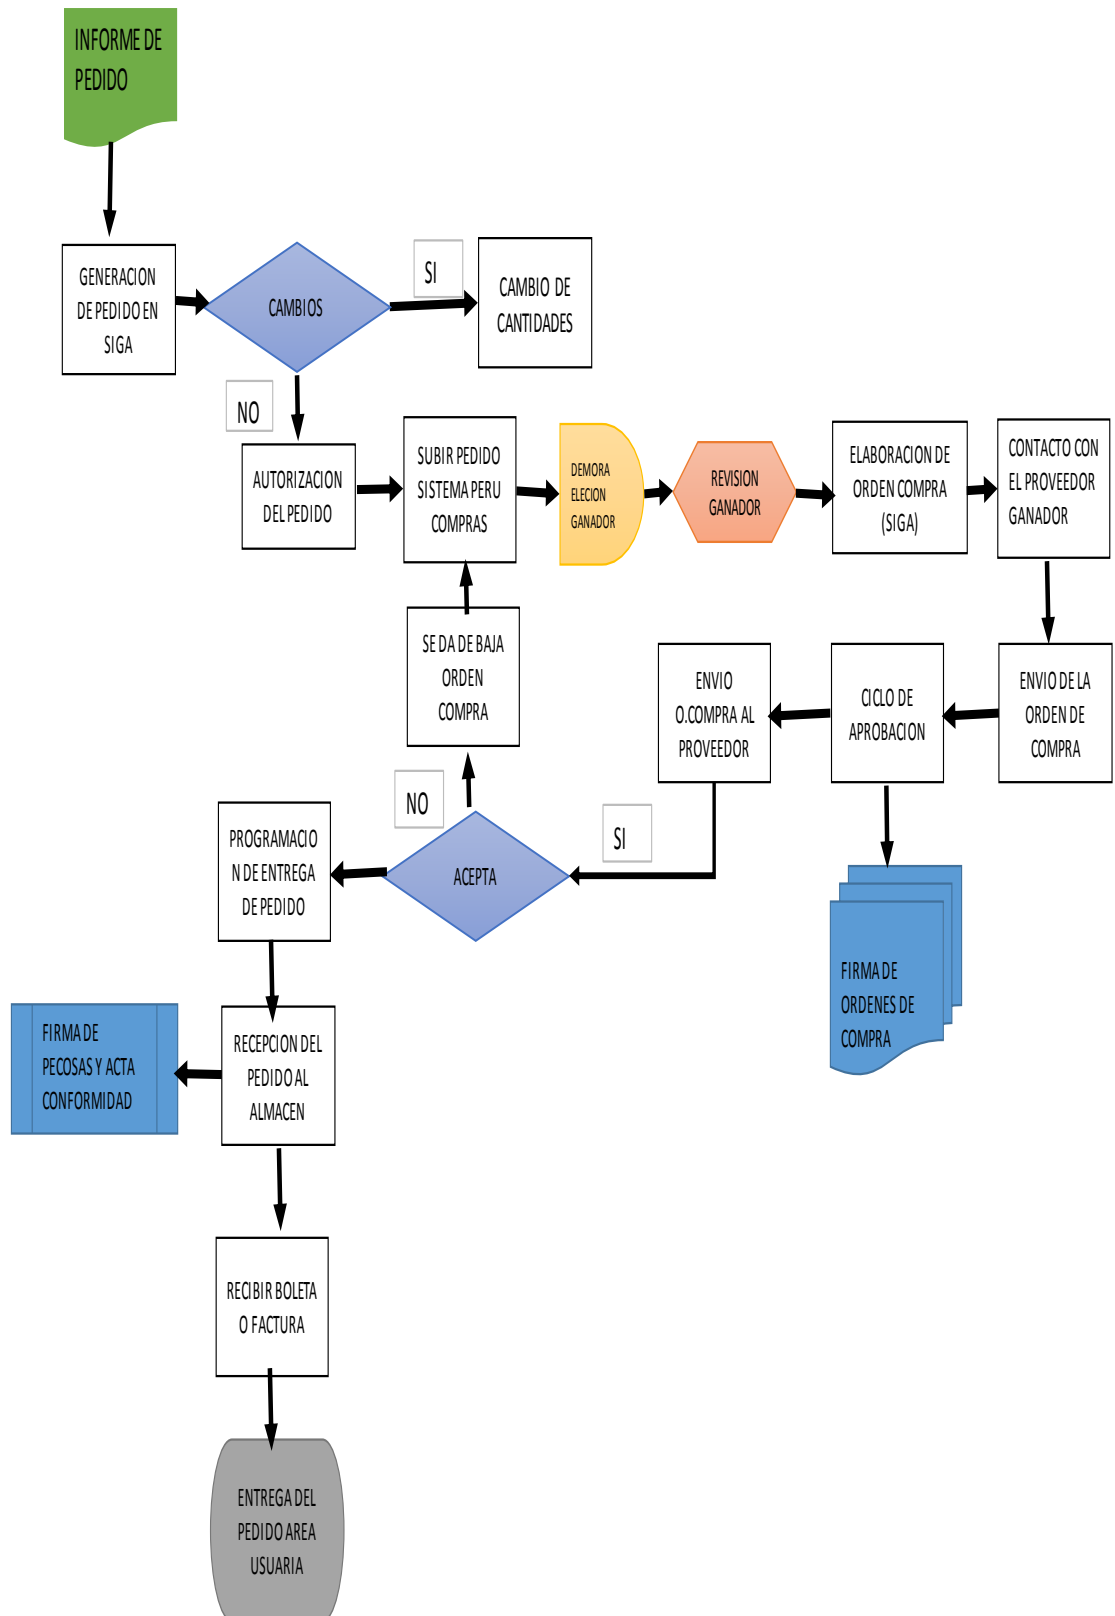 INFORME DE
PEDIDO
GENERACION
DE PEDIDO EN
SIGA
CAMBIOS
SI
CAMBIO DE
CANTIDADES
NO
AUTORIZACION
DEL PEDIDO
SUBIR PEDIDO
SISTEMA PERU
COMPRAS
DEMORA
ELECION
GANADOR
REVISION
GANADOR
ELABORACION DE
ORDEN COMPRA
(SIGA)
CONTACTO CON
EL PROVEEDOR
GANADOR
SE DA DE BAJA
ORDEN
COMPRA
ENVIO
O.COMPRA AL
PROVEEDOR
CICLO DE
APROBACION
ENVIO DE LA
ORDEN DE
COMPRA
NO
SI
PROGRAMACIO
N DE ENTREGA
DE PEDIDO
ACEPTA
FIRMA DE
ORDENES DE
COMPRA
FIRMA DE
PECOSAS Y ACTA
CONFORMIDAD
RECEPCION DEL
PEDIDO AL
ALMACEN
RECIBIR BOLETA
O FACTURA
ENTREGA DEL
PEDIDO AREA
USUARIA